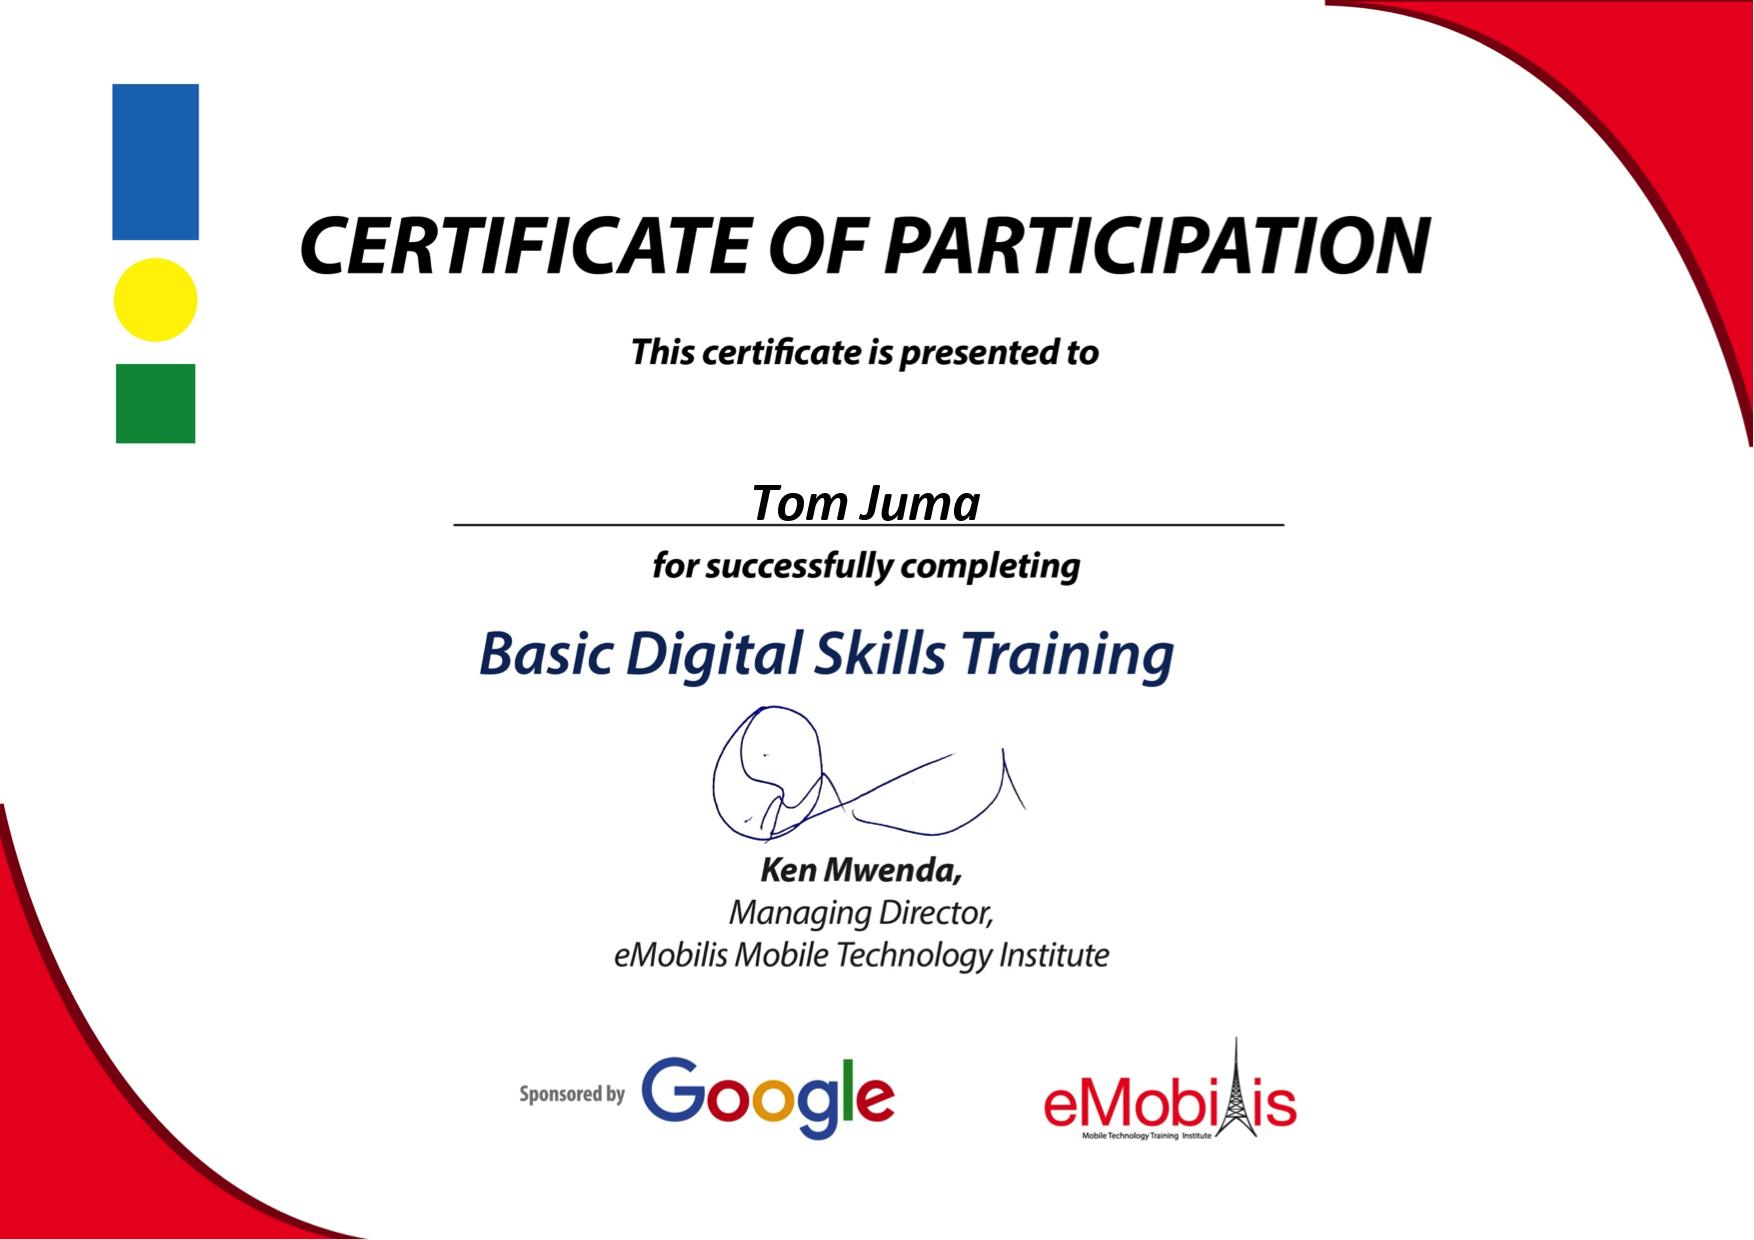 CERTIFICATE OF PARTICIPATION
This certificate is presented to
Tom Juma
for successfully completing
Basic Digital Skills Training
Ken Mwenda,
Managing Director,
eMobilis Mobile Technology Institute
Sponsored by Google
eMobilis
Mobile Technology Training Institute